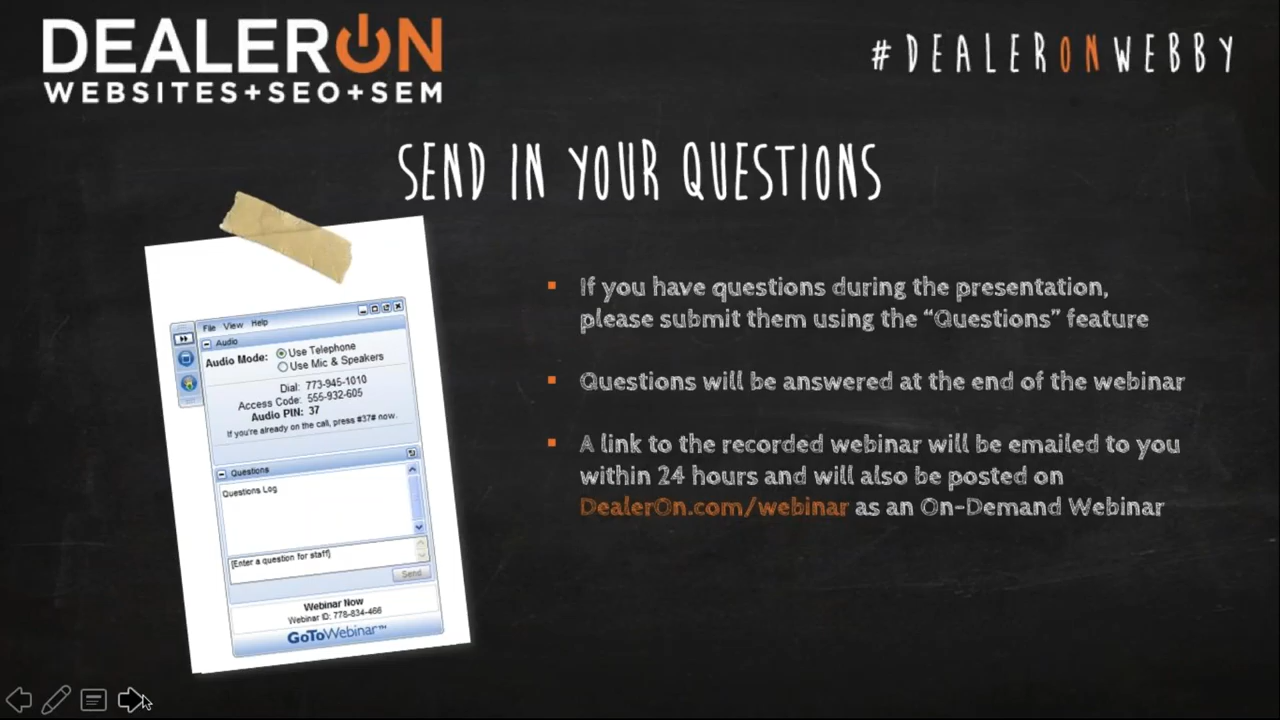 DEALERON
WEBSITES+SEO+SEM
#DEALERONWEBBY
SEND IN YOUR QUESTIONS
File View Help
Audio
Audio Mode: Use Telephone
Use Mic & Speakers
Dial: 773-945-1010
Access Code: 555-932-605
Audio PIN: 37
If you're already on the call, press #37# now.
Questions
Questions Log
[Enter a question for staff]
Send
Webinar Now
Webinar ID: 778-834-466
GoToWebinar™
If you have questions during the presentation,
please submit them using the “Questions” feature
Questions will be answered at the end of the webinar
A link to the recorded webinar will be emailed to you
within 24 hours and will also be posted on
DealerOn.com/webinar as an On-Demand Webinar